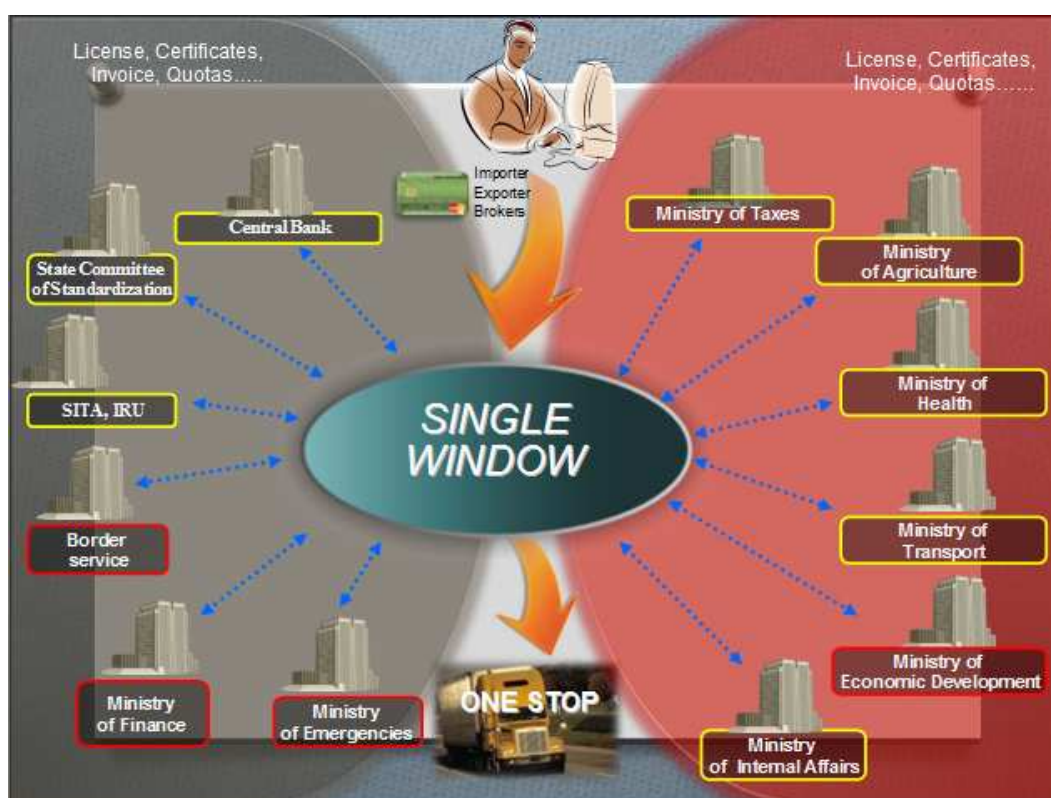 License, Certificates,
Invoice, Quotas.....
License, Certificates,
Invoice, Quotas......
Importer
Exporter
Brokers
Central Bank
Ministry of Taxes
State Committee
of Standardization
Ministry
of Agriculture
SITA, IRU
Ministry of
Health
SINGLE
WINDOW
Border
service
Ministry of
Transport
Ministry
of Finance
Ministry
of Emergencies
ONE STOP
Ministry of
Economic Development
Ministry
of Internal Affairs